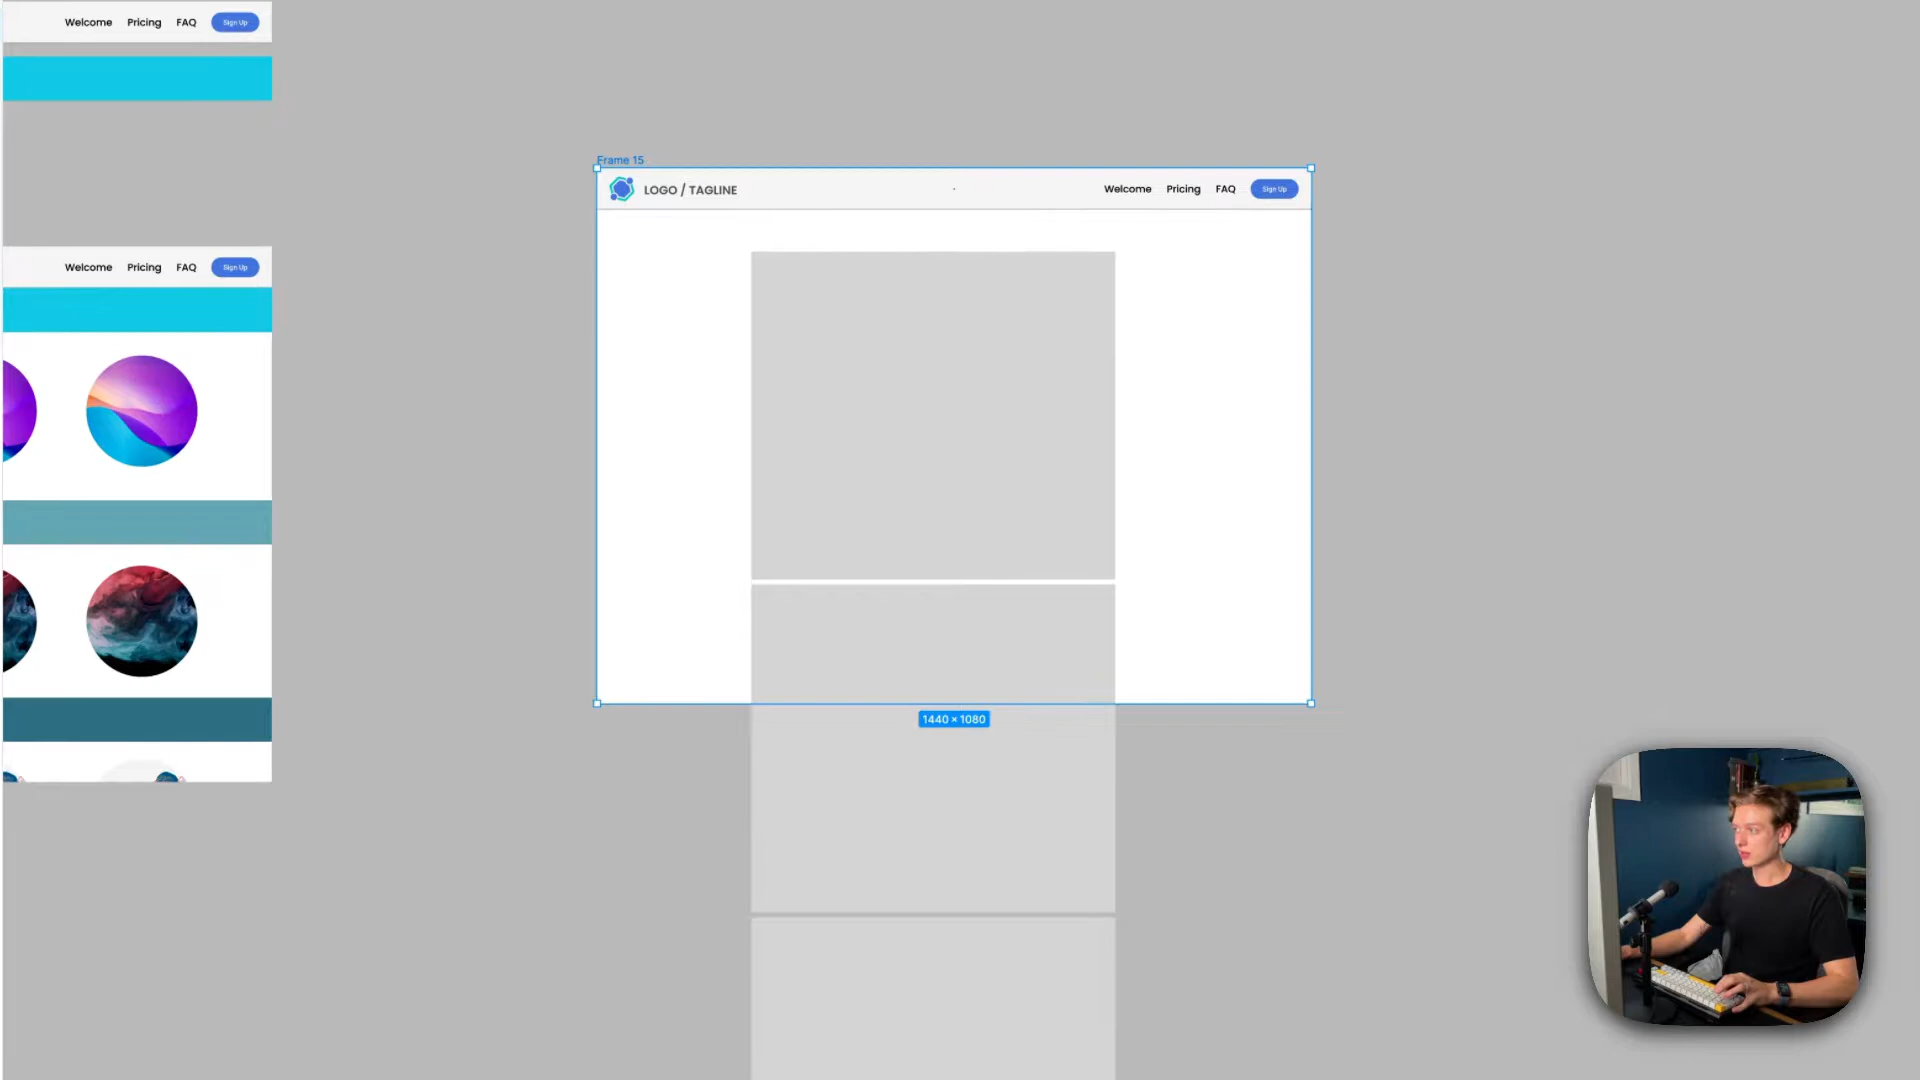 Welcome Pricing FAQ Sign Up
Frame 15
LOGO / TAGLINE Welcome Pricing FAQ Sign Up
Welcome Pricing FAQ Sign Up
1440 × 1080